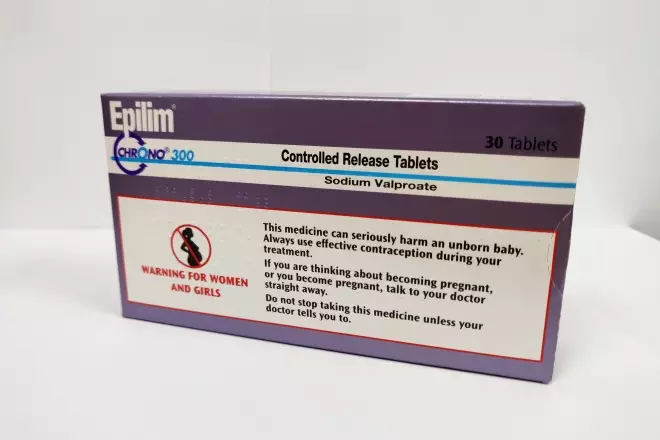 Epilim®
CHRONO® 300
30 Tablets
Controlled Release Tablets
Sodium Valproate
WARNING FOR WOMEN
AND GIRLS
This medicine can seriously harm an unborn baby.
Always use effective contraception during your
treatment.
If you are thinking about becoming pregnant,
or you become pregnant, talk to your doctor
straight away.
Do not stop taking this medicine unless your
doctor tells you to.